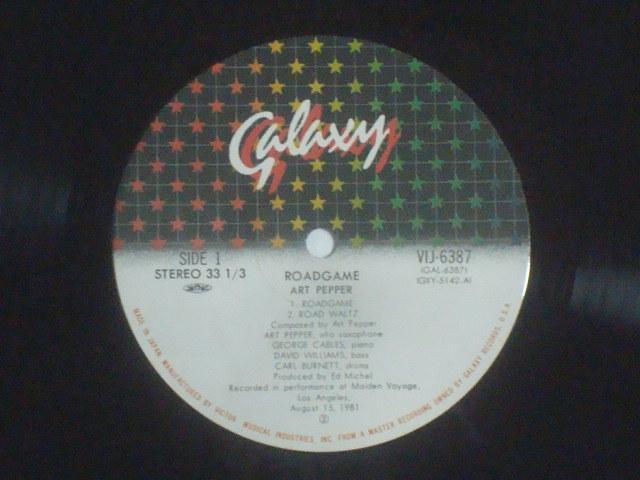 Galaxy
SIDE 1
STEREO 33 1/3
VIJ-6387
(GAL-6387)
(GXY-5142-A)
ROADGAME
ART PEPPER
1. ROADGAME
2. ROAD WALTZ
Composed by Art Pepper
ART PEPPER, alto saxophone
GEORGE CABLES, piano
DAVID WILLIAMS, bass
CARL BURNETT, drums
Produced by Ed Michel
Recorded in performance at Maiden Voyage,
Los Angeles,
August 15, 1981
MADE IN JAPAN. MANUFACTURED BY VICTOR MUSICAL INDUSTRIES, INC. FROM A MASTER RECORDING OWNED BY GALAXY RECORDS, U.S.A.